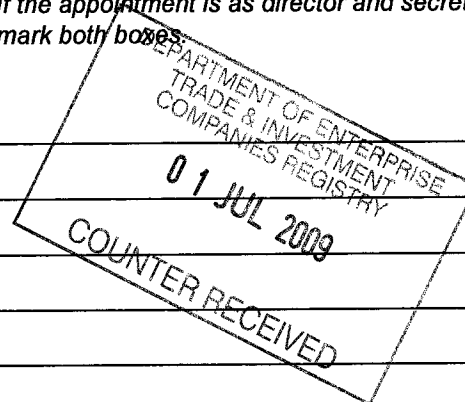 if the appointment is as director and secret
mark both boxes.
DEPARTMENT OF ENTERPRISE
TRADE & INVESTMENT
COMPANIES REGISTRY
01 JUL 2009
COUNTER RECEIVED